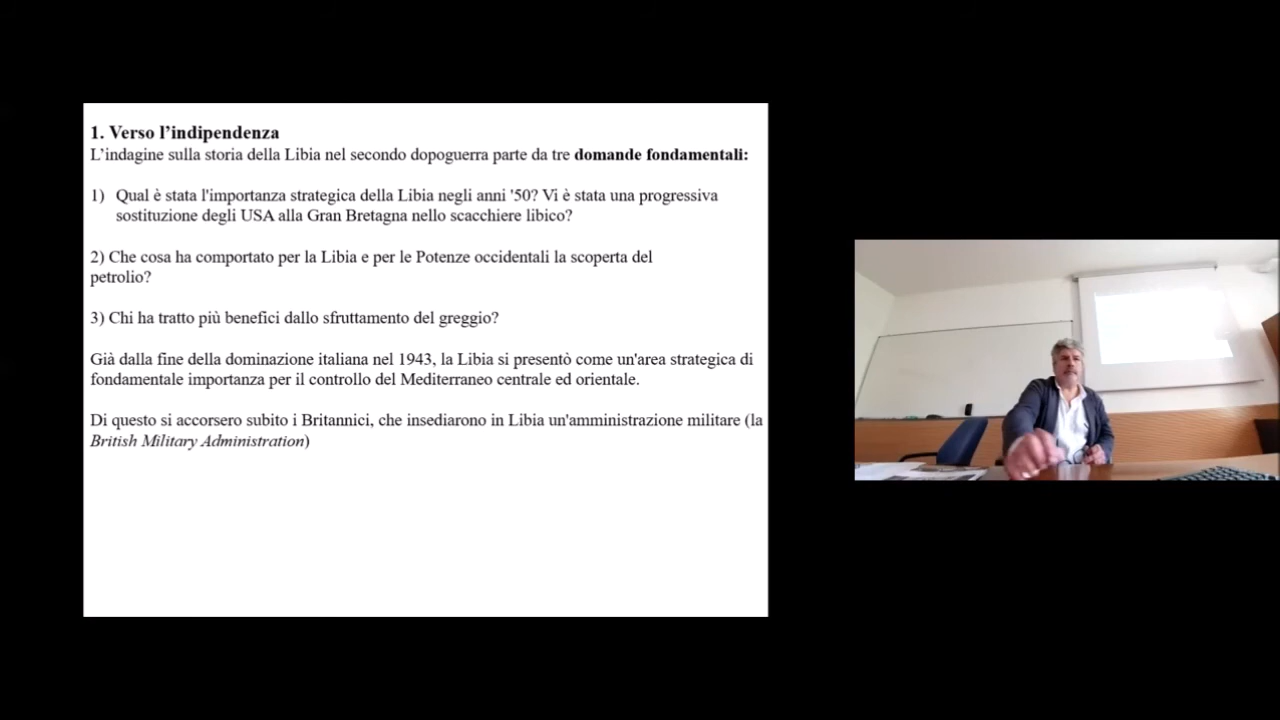 1. Verso l’indipendenza
L’indagine sulla storia della Libia nel secondo dopoguerra parte da tre domande fondamentali:
1) Qual è stata l'importanza strategica della Libia negli anni '50? Vi è stata una progressiva
sostituzione degli USA alla Gran Bretagna nello scacchiere libico?
2) Che cosa ha comportato per la Libia e per le Potenze occidentali la scoperta del
petrolio?
3) Chi ha tratto più benefici dallo sfruttamento del greggio?
Già dalla fine della dominazione italiana nel 1943, la Libia si presentò come un'area strategica di
fondamentale importanza per il controllo del Mediterraneo centrale ed orientale.
Di questo si accorsero subito i Britannici, che insediarono in Libia un'amministrazione militare (la
British Military Administration)